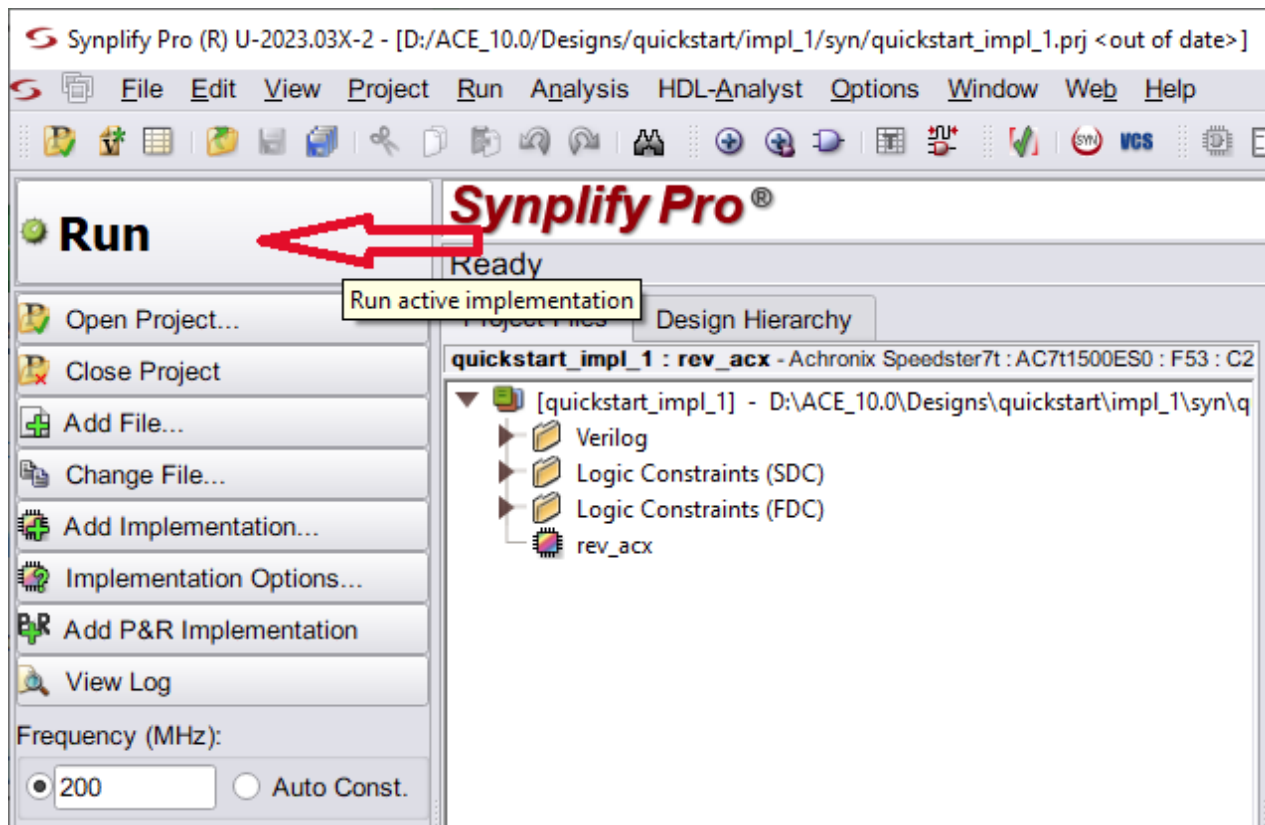 Synplify Pro (R) U-2023.03X-2 - [D:/ACE_10.0/Designs/quickstart/impl_1/syn/quickstart_impl_1.prj <out of date>]
File Edit View Project Run Analysis HDL-Analyst Options Window Web Help
SYN VCS
Run
Synplify Pro®
Ready
Run active implementation
Open Project...
Close Project
Add File...
Change File...
Add Implementation...
Implementation Options...
Add P&R Implementation
View Log
Frequency (MHz):
200 Auto Const.
Project Files Design Hierarchy
quickstart_impl_1 : rev_acx - Achronix Speedster7t : AC7t1500ES0 : F53 : C2
[quickstart_impl_1] - D:\ACE_10.0\Designs\quickstart\impl_1\syn\q
Verilog
Logic Constraints (SDC)
Logic Constraints (FDC)
rev_acx